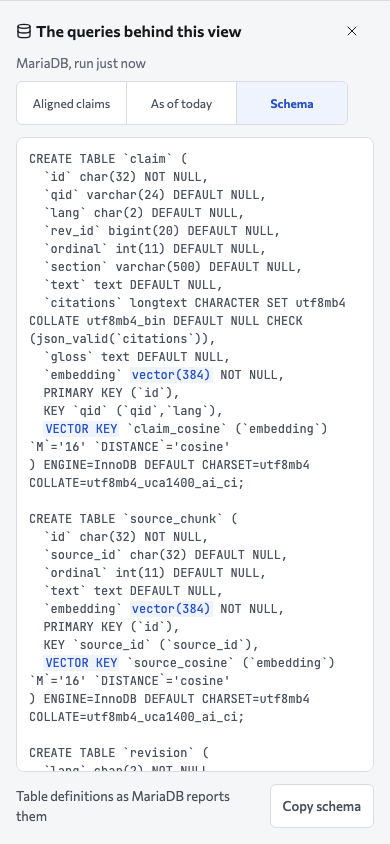 The queries behind this view
MariaDB, run just now
Aligned claims
As of today
Schema
CREATE TABLE `claim` (
`id` char(32) NOT NULL,
`qid` varchar(24) DEFAULT NULL,
`lang` char(2) DEFAULT NULL,
`rev_id` bigint(20) DEFAULT NULL,
`ordinal` int(11) DEFAULT NULL,
`section` varchar(500) DEFAULT NULL,
`text` text DEFAULT NULL,
`citations` longtext CHARACTER SET utf8mb4
COLLATE utf8mb4_bin DEFAULT NULL CHECK
(json_valid(`citations`)),
`gloss` text DEFAULT NULL,
`embedding` vector(384) NOT NULL,
PRIMARY KEY (`id`),
KEY `qid` (`qid`,`lang`),
VECTOR KEY `claim_cosine` (`embedding`)
`M`='16' `DISTANCE`='cosine'
) ENGINE=InnoDB DEFAULT CHARSET=utf8mb4
COLLATE=utf8mb4_uca1400_ai_ci;
CREATE TABLE `source_chunk` (
`id` char(32) NOT NULL,
`source_id` char(32) DEFAULT NULL,
`ordinal` int(11) DEFAULT NULL,
`text` text DEFAULT NULL,
`embedding` vector(384) NOT NULL,
PRIMARY KEY (`id`),
KEY `source_id` (`source_id`),
VECTOR KEY `source_cosine` (`embedding`)
`M`='16' `DISTANCE`='cosine'
) ENGINE=InnoDB DEFAULT CHARSET=utf8mb4
COLLATE=utf8mb4_uca1400_ai_ci;
CREATE TABLE `revision` (
`lang` char(2) NOT NULL,
Table definitions as MariaDB reports
them
Copy schema